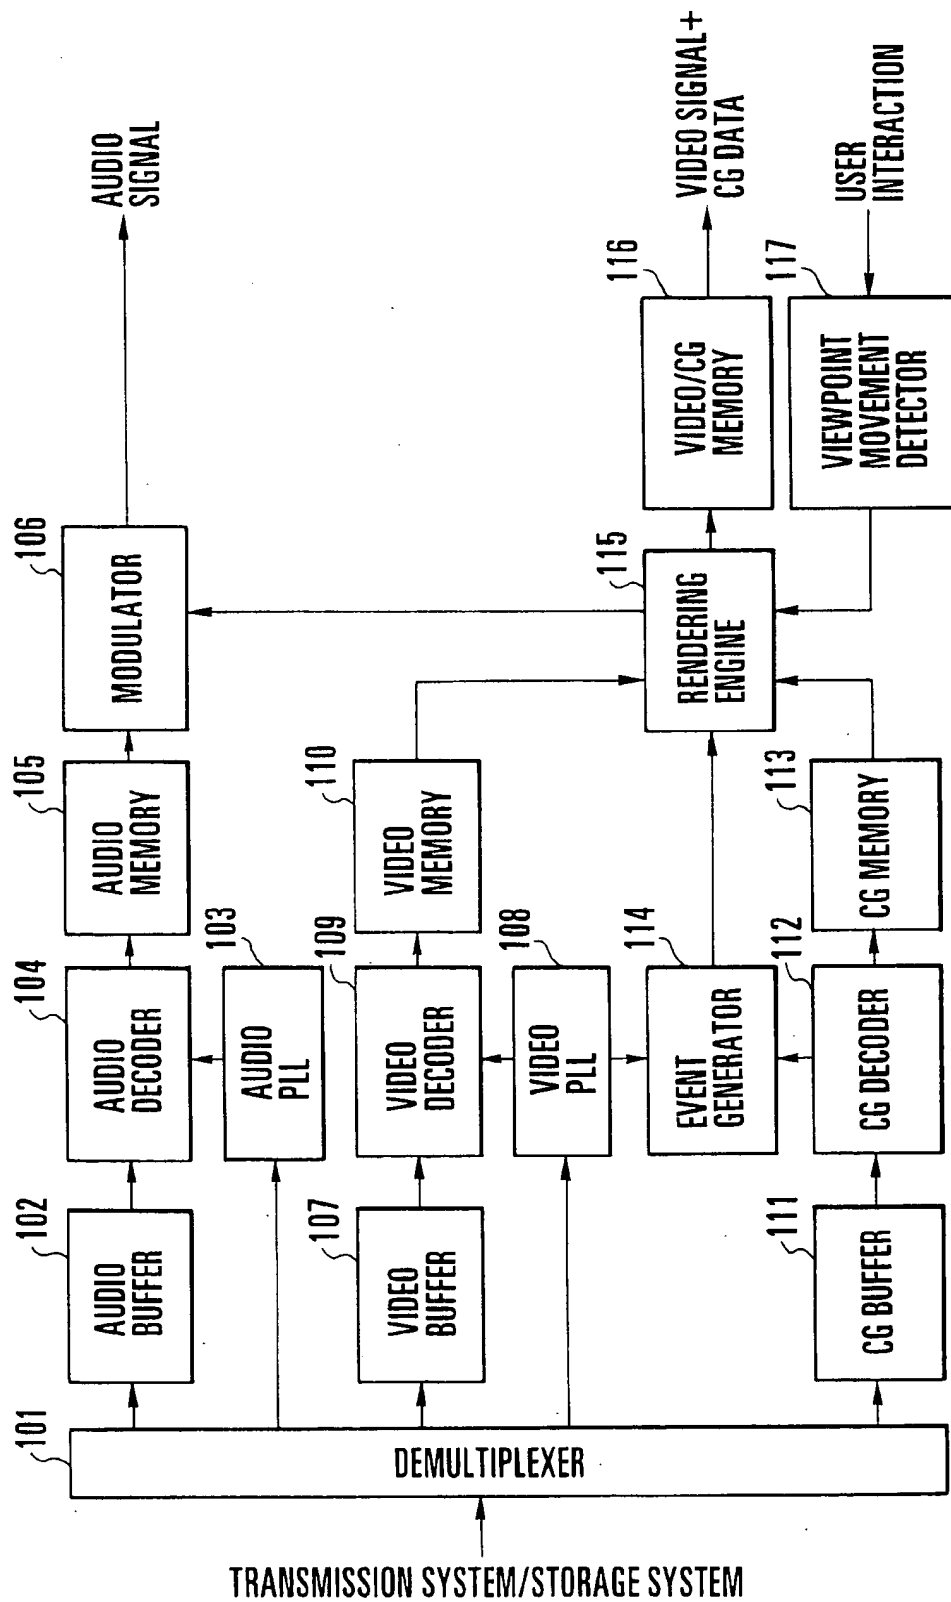 TRANSMISSION SYSTEM/STORAGE SYSTEM
101
DEMULTIPLEXER
102
AUDIO
BUFFER
104
AUDIO
DECODER
105
AUDIO
MEMORY
106
MODULATOR
AUDIO
SIGNAL
103
AUDIO
PLL
107
VIDEO
BUFFER
109
VIDEO
DECODER
110
VIDEO
MEMORY
108
VIDEO
PLL
114
EVENT
GENERATOR
115
RENDERING
ENGINE
116
VIDEO/CG
MEMORY
VIDEO SIGNAL+
CG DATA
111
CG BUFFER
112
CG DECODER
113
CG MEMORY
117
VIEWPOINT
MOVEMENT
DETECTOR
USER
INTERACTION